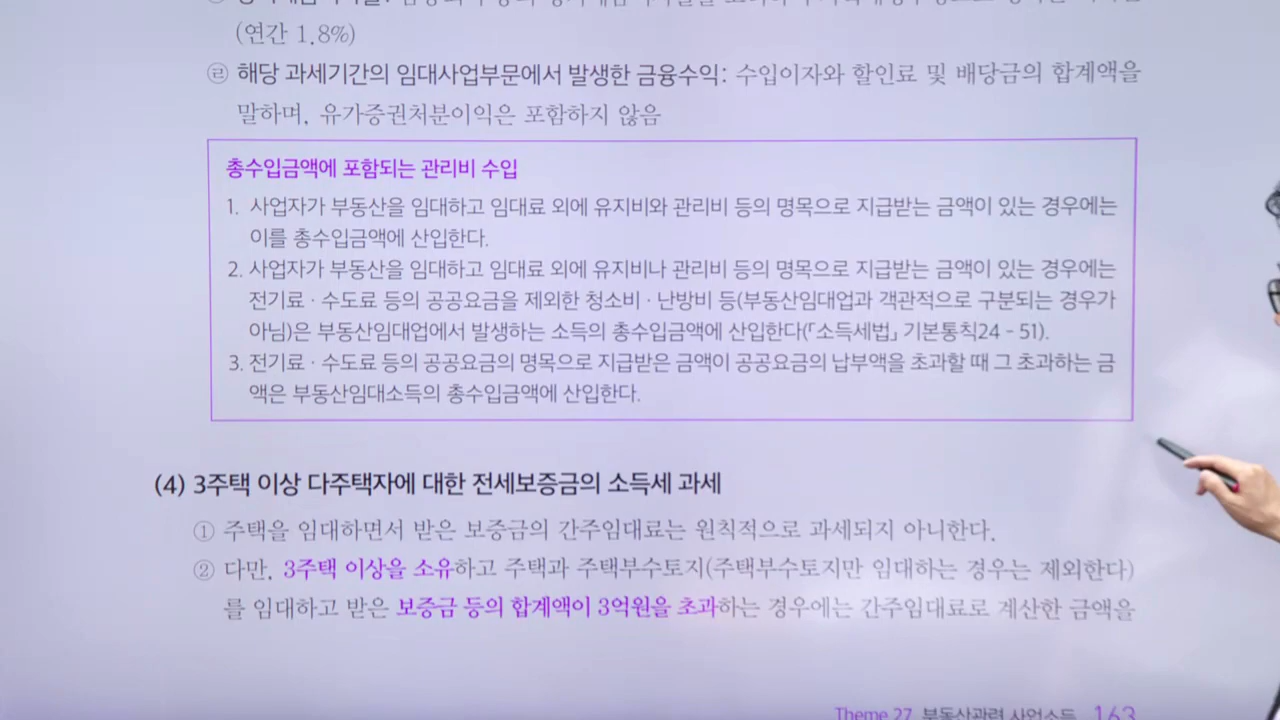 (연간 1.8%)
㉣ 해당 과세기간의 임대사업부문에서 발생한 금융수익: 수입이자와 할인료 및 배당금의 합계액을
말하며, 유가증권처분이익은 포함하지 않음
총수입금액에 포함되는 관리비 수입
1. 사업자가 부동산을 임대하고 임대료 외에 유지비와 관리비 등의 명목으로 지급받는 금액이 있는 경우에는
이를 총수입금액에 산입한다.
2. 사업자가 부동산을 임대하고 임대료 외에 유지비나 관리비 등의 명목으로 지급받는 금액이 있는 경우에는
전기료·수도료 등의 공공요금을 제외한 청소비·난방비 등(부동산임대업과 객관적으로 구분되는 경우가
아님)은 부동산임대업에서 발생하는 소득의 총수입금액에 산입한다(「소득세법」 기본통칙24-51).
3. 전기료·수도료 등의 공공요금의 명목으로 지급받은 금액이 공공요금의 납부액을 초과할 때 그 초과하는 금
액은 부동산임대소득의 총수입금액에 산입한다.
(4) 3주택 이상 다주택자에 대한 전세보증금의 소득세 과세
① 주택을 임대하면서 받은 보증금의 간주임대료는 원칙적으로 과세되지 아니한다.
② 다만, 3주택 이상을 소유하고 주택과 주택부수토지(주택부수토지만 임대하는 경우는 제외한다)
를 임대하고 받은 보증금 등의 합계액이 3억원을 초과하는 경우에는 간주임대료로 계산한 금액을
Theme 27 부동산관련 사업소득 163